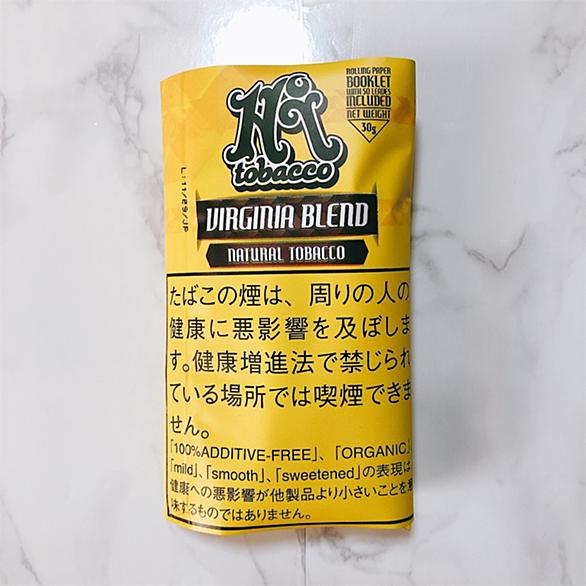 Hi
tobacco
ROLLING PAPER
BOOKLET
WITH 50 LEAVES
INCLUDED
NET WEIGHT
30g
L:11/29/JP
VIRGINIA BLEND
NATURAL TOBACCO
たばこの煙は、周りの人の
健康に悪影響を及ぼしま
す。健康増進法で禁じられ
ている場所では喫煙できま
せん。
「100%ADDITIVE-FREE」、「ORGANIC」、
「mild」、「smooth」、「sweetened」の表現は
健康への悪影響が他製品より小さいことを意
味するものではありません。